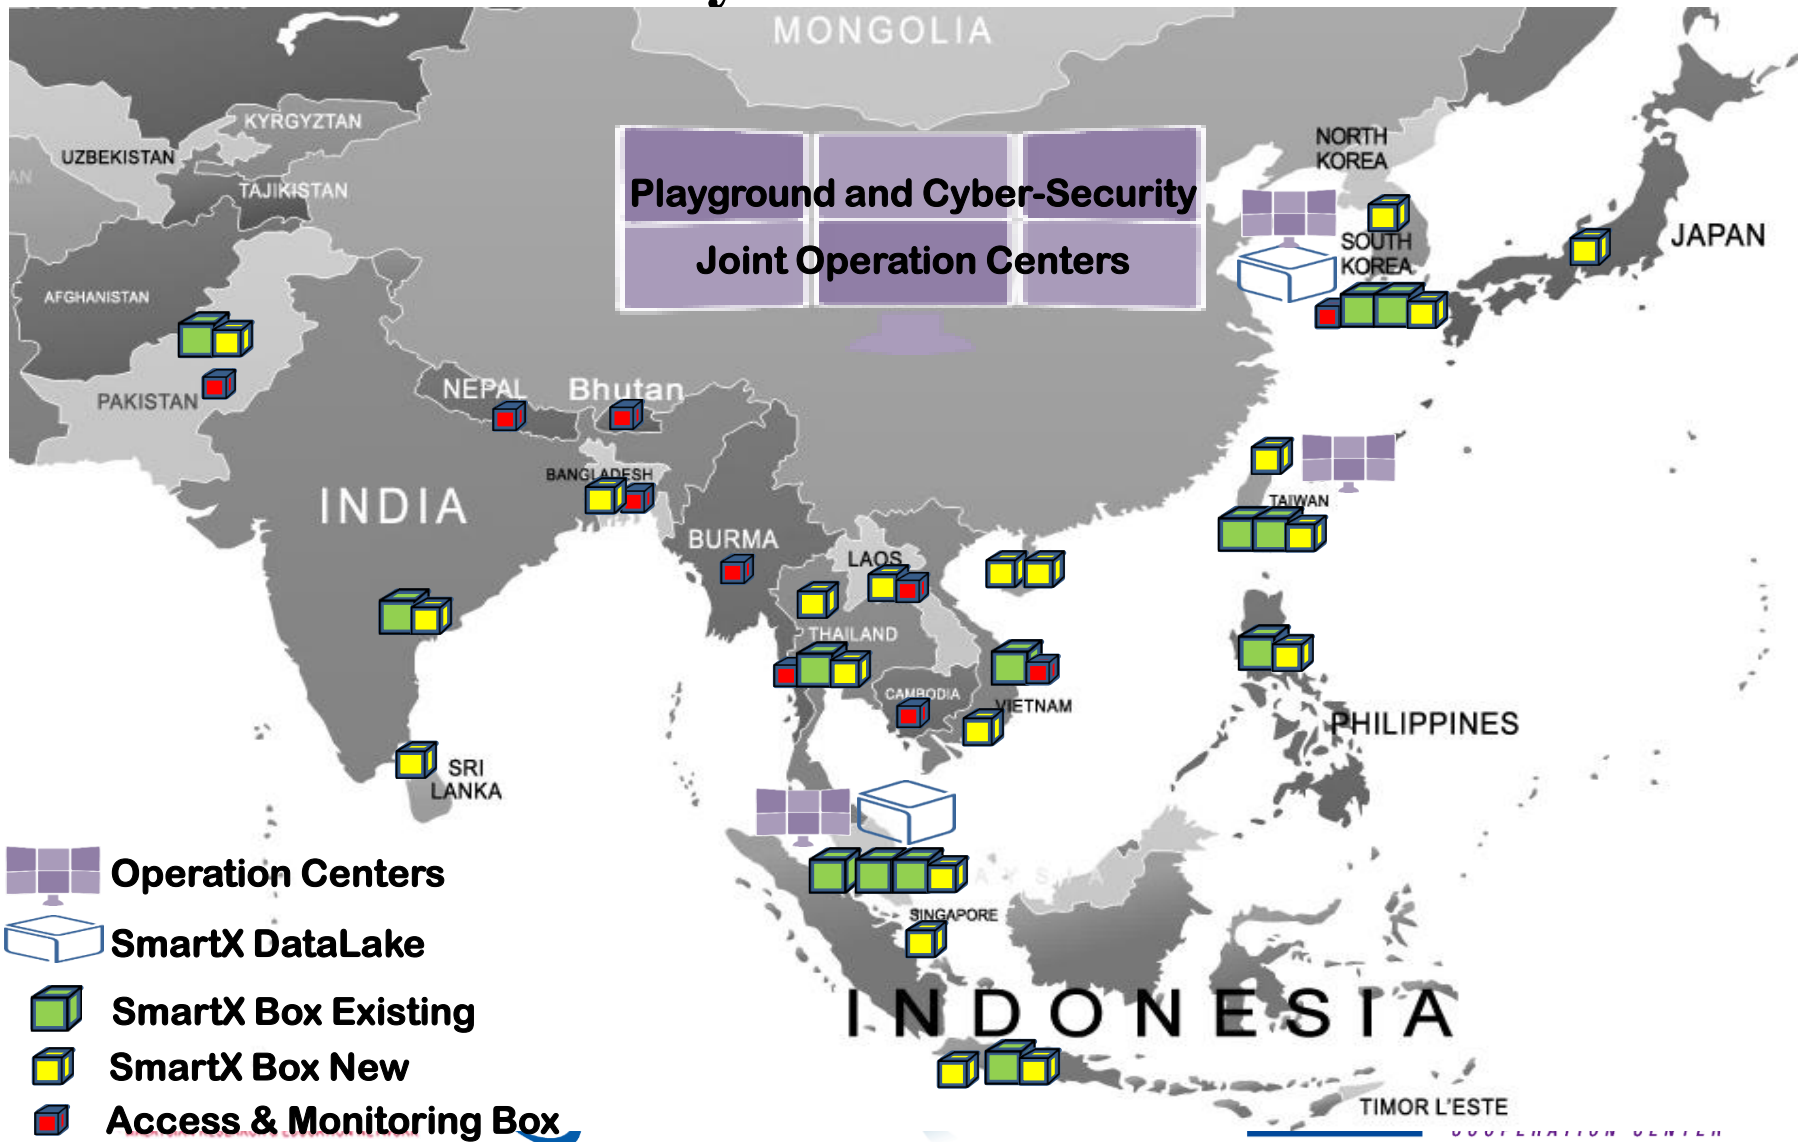 MONGOLIA
KYRGYZTAN
UZBEKISTAN
TAJIKISTAN
NORTH
KOREA
Playground and Cyber-Security
Joint Operation Centers
SOUTH
KOREA
JAPAN
AFGHANISTAN
PAKISTAN
NEPAL
Bhutan
BANGLADESH
INDIA
BURMA
LAOS
TAIWAN
THAILAND
CAMBODIA
VIETNAM
PHILIPPINES
SRI
LANKA
SINGAPORE
INDONESIA
TIMOR L'ESTE
Operation Centers
SmartX DataLake
SmartX Box Existing
SmartX Box New
Access & Monitoring Box